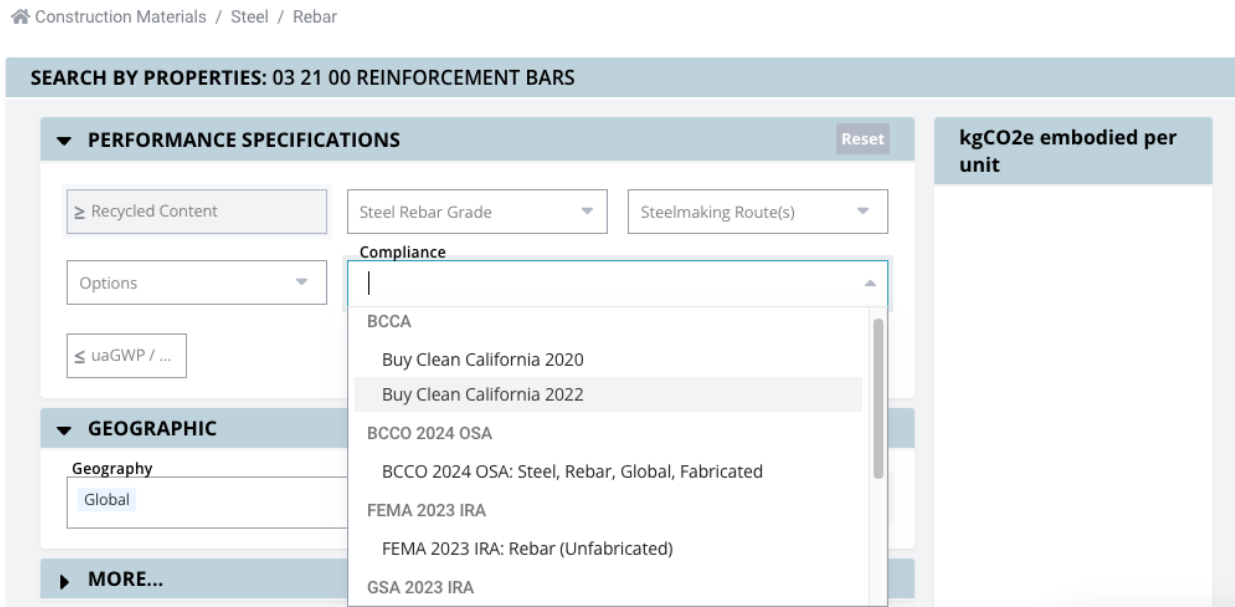 Construction Materials / Steel / Rebar
SEARCH BY PROPERTIES: 03 21 00 REINFORCEMENT BARS
PERFORMANCE SPECIFICATIONS
Reset
kgCO2e embodied per
unit
≥ Recycled Content
Steel Rebar Grade
Steelmaking Route(s)
Compliance
Options
BCCA
≤ uaGWP / ...
Buy Clean California 2020
Buy Clean California 2022
GEOGRAPHIC
BCCO 2024 OSA
Geography
BCCO 2024 OSA: Steel, Rebar, Global, Fabricated
Global
FEMA 2023 IRA
FEMA 2023 IRA: Rebar (Unfabricated)
MORE...
GSA 2023 IRA